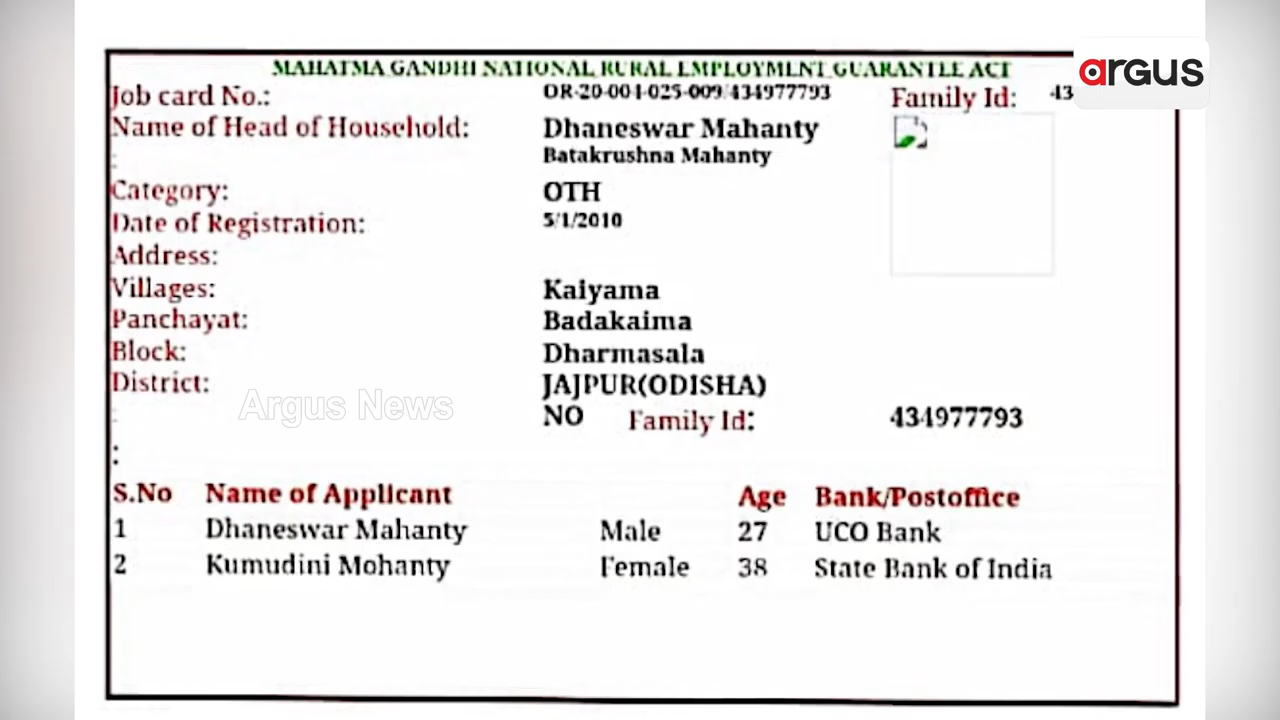 argus
MAHATMA GANDHI NATIONAL RURAL EMPLOYMENT GUARANTEE ACT
Job card No.: OR-20-004-025-009/434977793 Family Id: 43
Name of Head of Household: Dhaneswar Mahanty
: Batakrushna Mahanty
Category: OTH
Date of Registration: 5/1/2010
Address:
Villages: Kaiyama
Panchayat: Badakaima
Block: Dharmasala
District: JAJPUR(ODISHA)
Argus News
: NO Family Id: 434977793
:
S.No Name of Applicant Age Bank/Postoffice
1 Dhaneswar Mahanty Male 27 UCO Bank
2 Kumudini Mohanty Female 38 State Bank of India